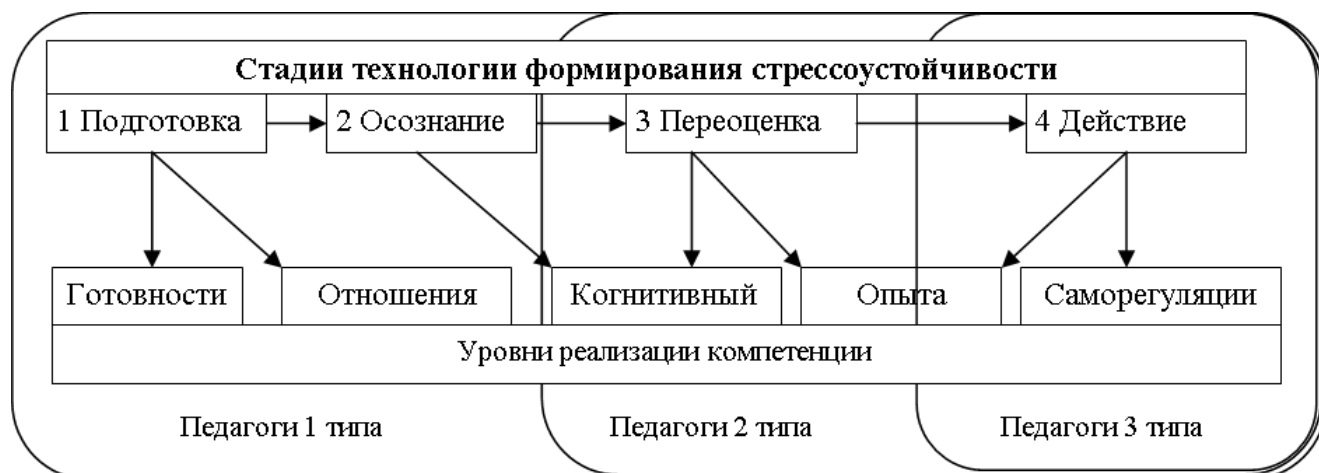 Стадии технологии формирования стрессоустойчивости
1 Подготовка
2 Осознание
3 Переоценка
4 Действие
Готовности
Отношения
Когнитивный
Опыта
Саморегуляции
Уровни реализации компетенции
Педагоги 1 типа
Педагоги 2 типа
Педагоги 3 типа